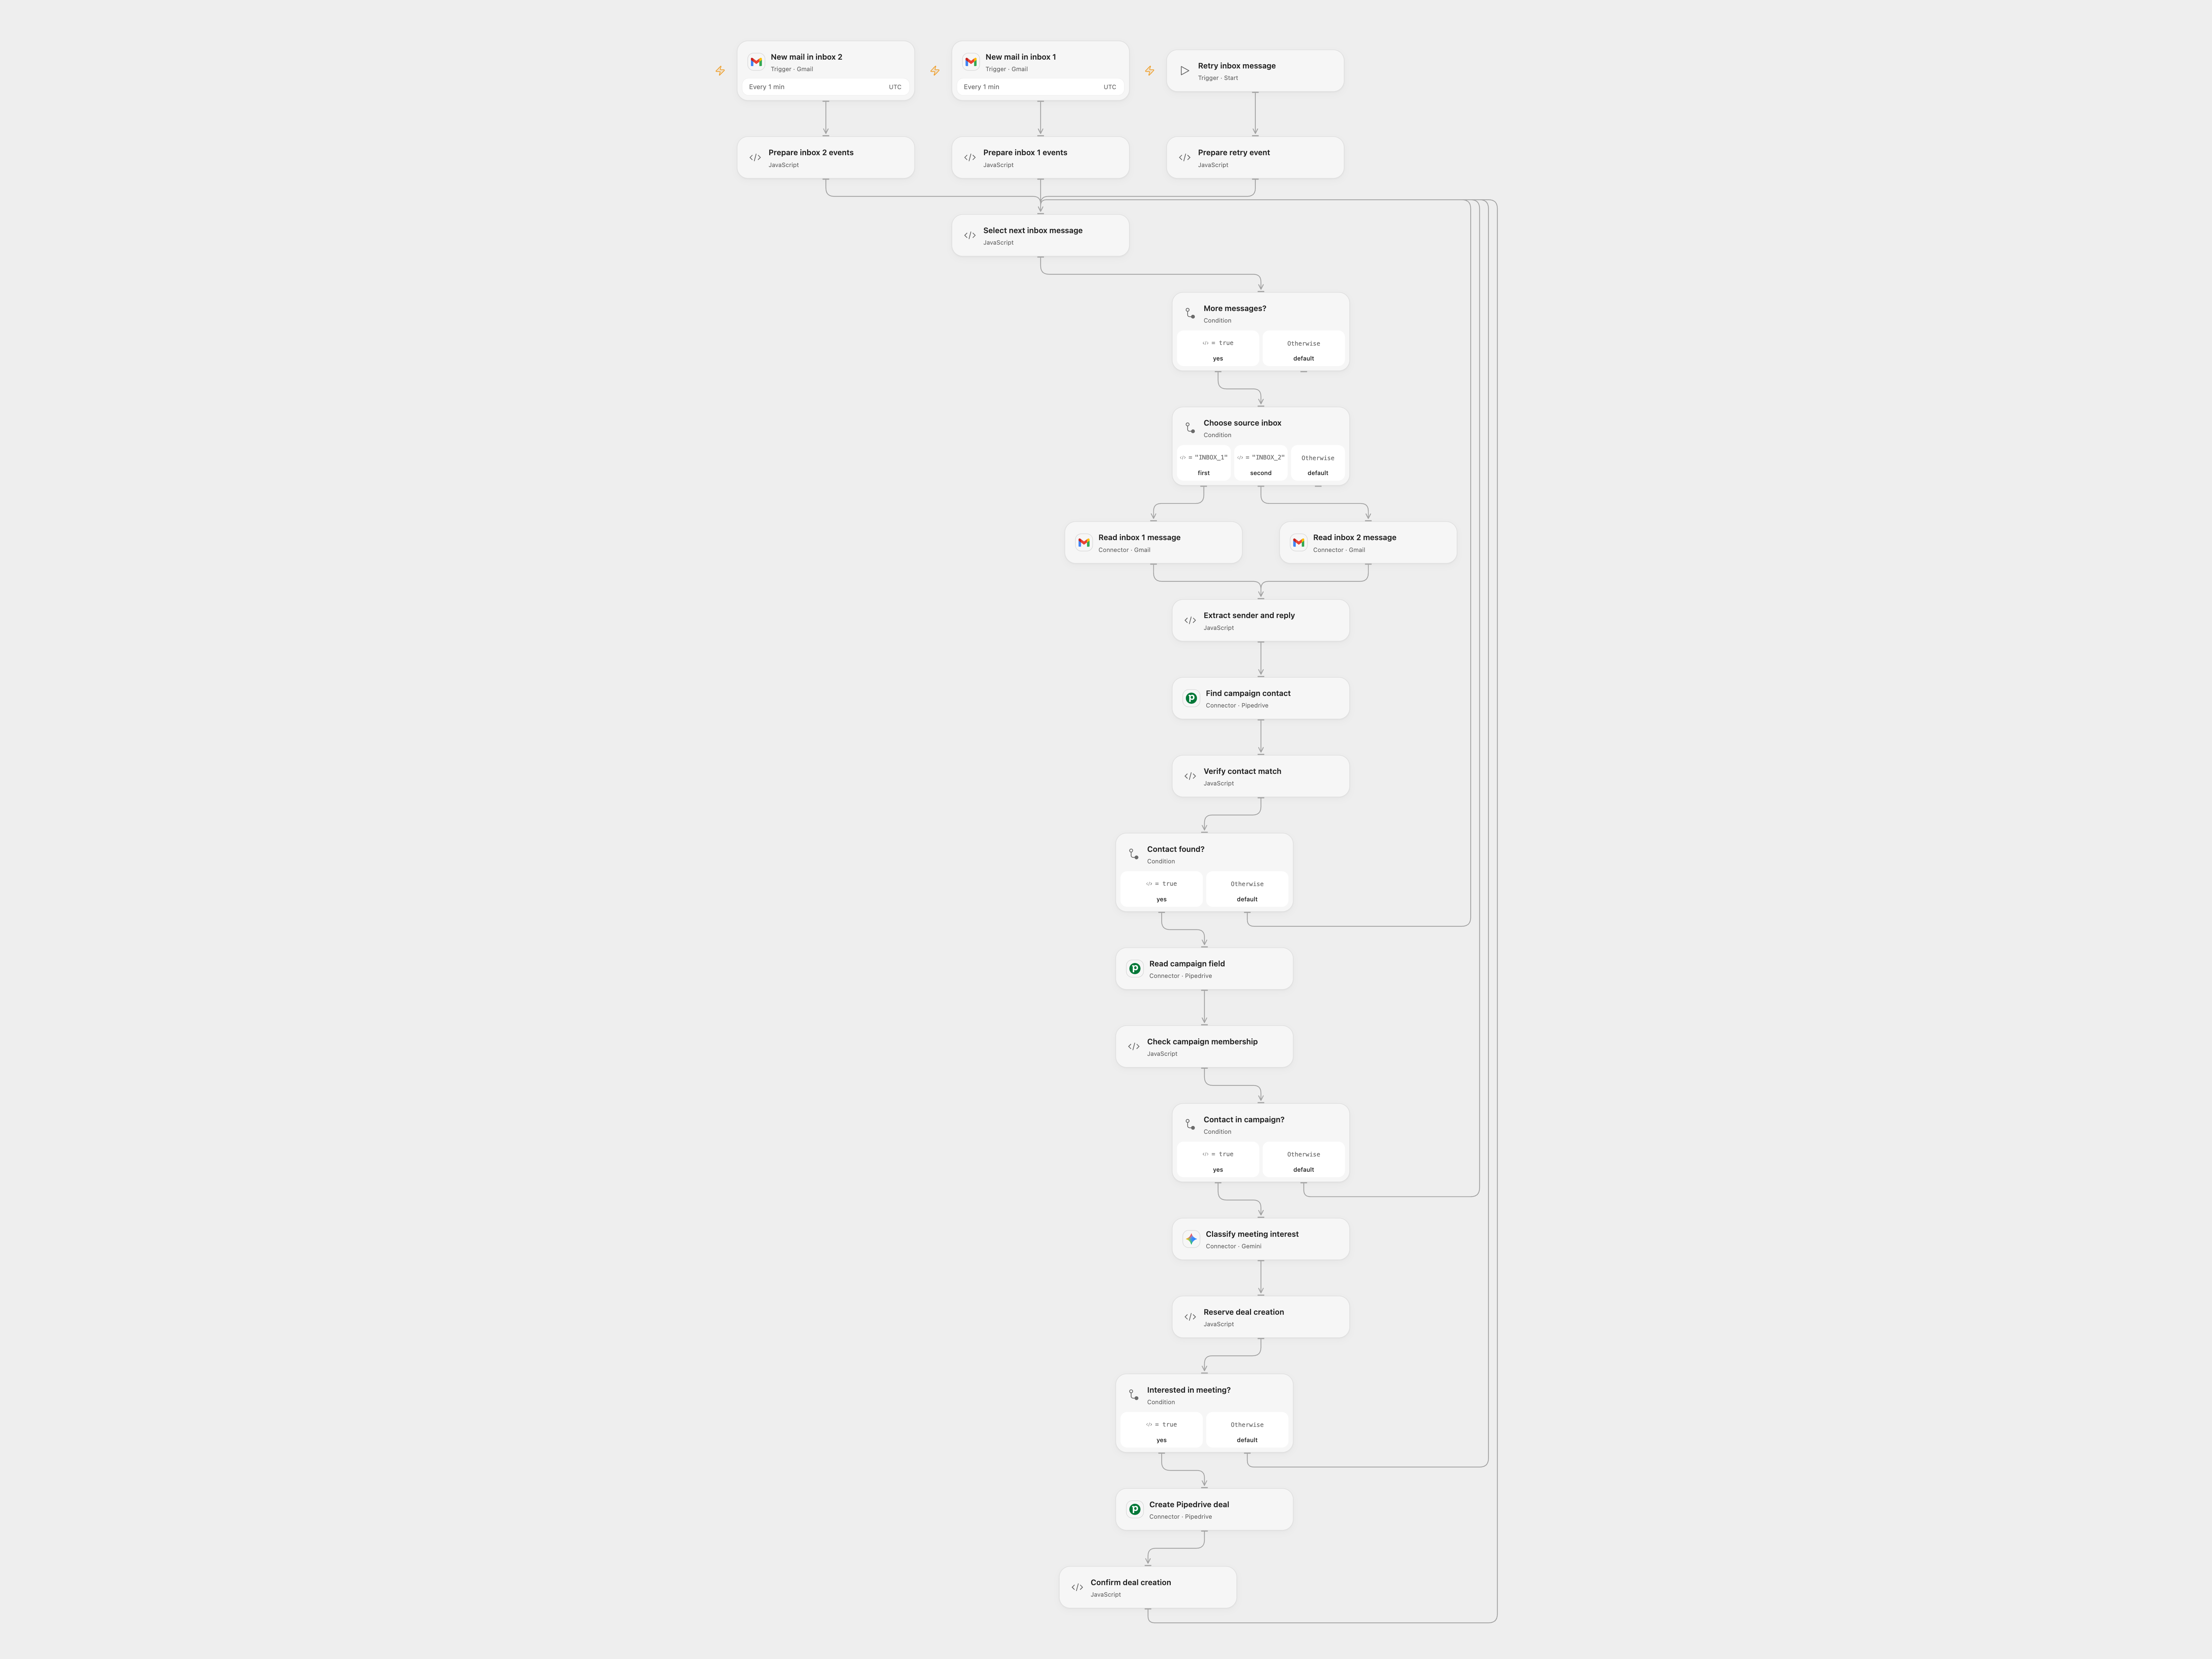 New mail in inbox 2
Trigger · Gmail
Every 1 min UTC
New mail in inbox 1
Trigger · Gmail
Every 1 min UTC
Retry inbox message
Trigger · Start
Prepare inbox 2 events
JavaScript
Prepare inbox 1 events
JavaScript
Prepare retry event
JavaScript
Select next inbox message
JavaScript
More messages?
Condition
</> = true
yes
Otherwise
default
Choose source inbox
Condition
</> = "INBOX_1"
first
</> = "INBOX_2"
second
Otherwise
default
Read inbox 1 message
Connector · Gmail
Read inbox 2 message
Connector · Gmail
Extract sender and reply
JavaScript
Find campaign contact
Connector · Pipedrive
Verify contact match
JavaScript
Contact found?
Condition
</> = true
yes
Otherwise
default
Read campaign field
Connector · Pipedrive
Check campaign membership
JavaScript
Contact in campaign?
Condition
</> = true
yes
Otherwise
default
Classify meeting interest
Connector · Gemini
Reserve deal creation
JavaScript
Interested in meeting?
Condition
</> = true
yes
Otherwise
default
Create Pipedrive deal
Connector · Pipedrive
Confirm deal creation
JavaScript